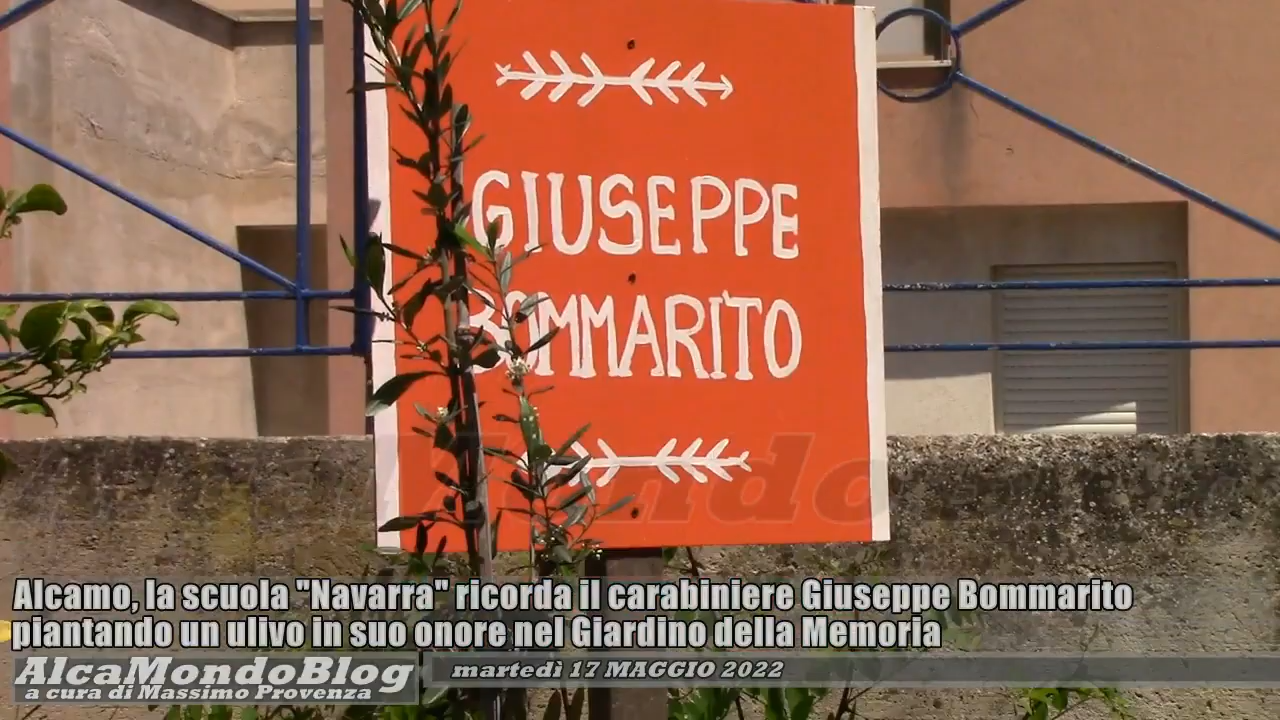 GIUSEPPE
BOMMARITO
Mondo
Alcamo, la scuola "Navarra" ricorda il carabiniere Giuseppe Bommarito
piantando un ulivo in suo onore nel Giardino della Memoria
AlcaMondoBlog
martedì 17 MAGGIO 2022
a cura di Massimo Provenza